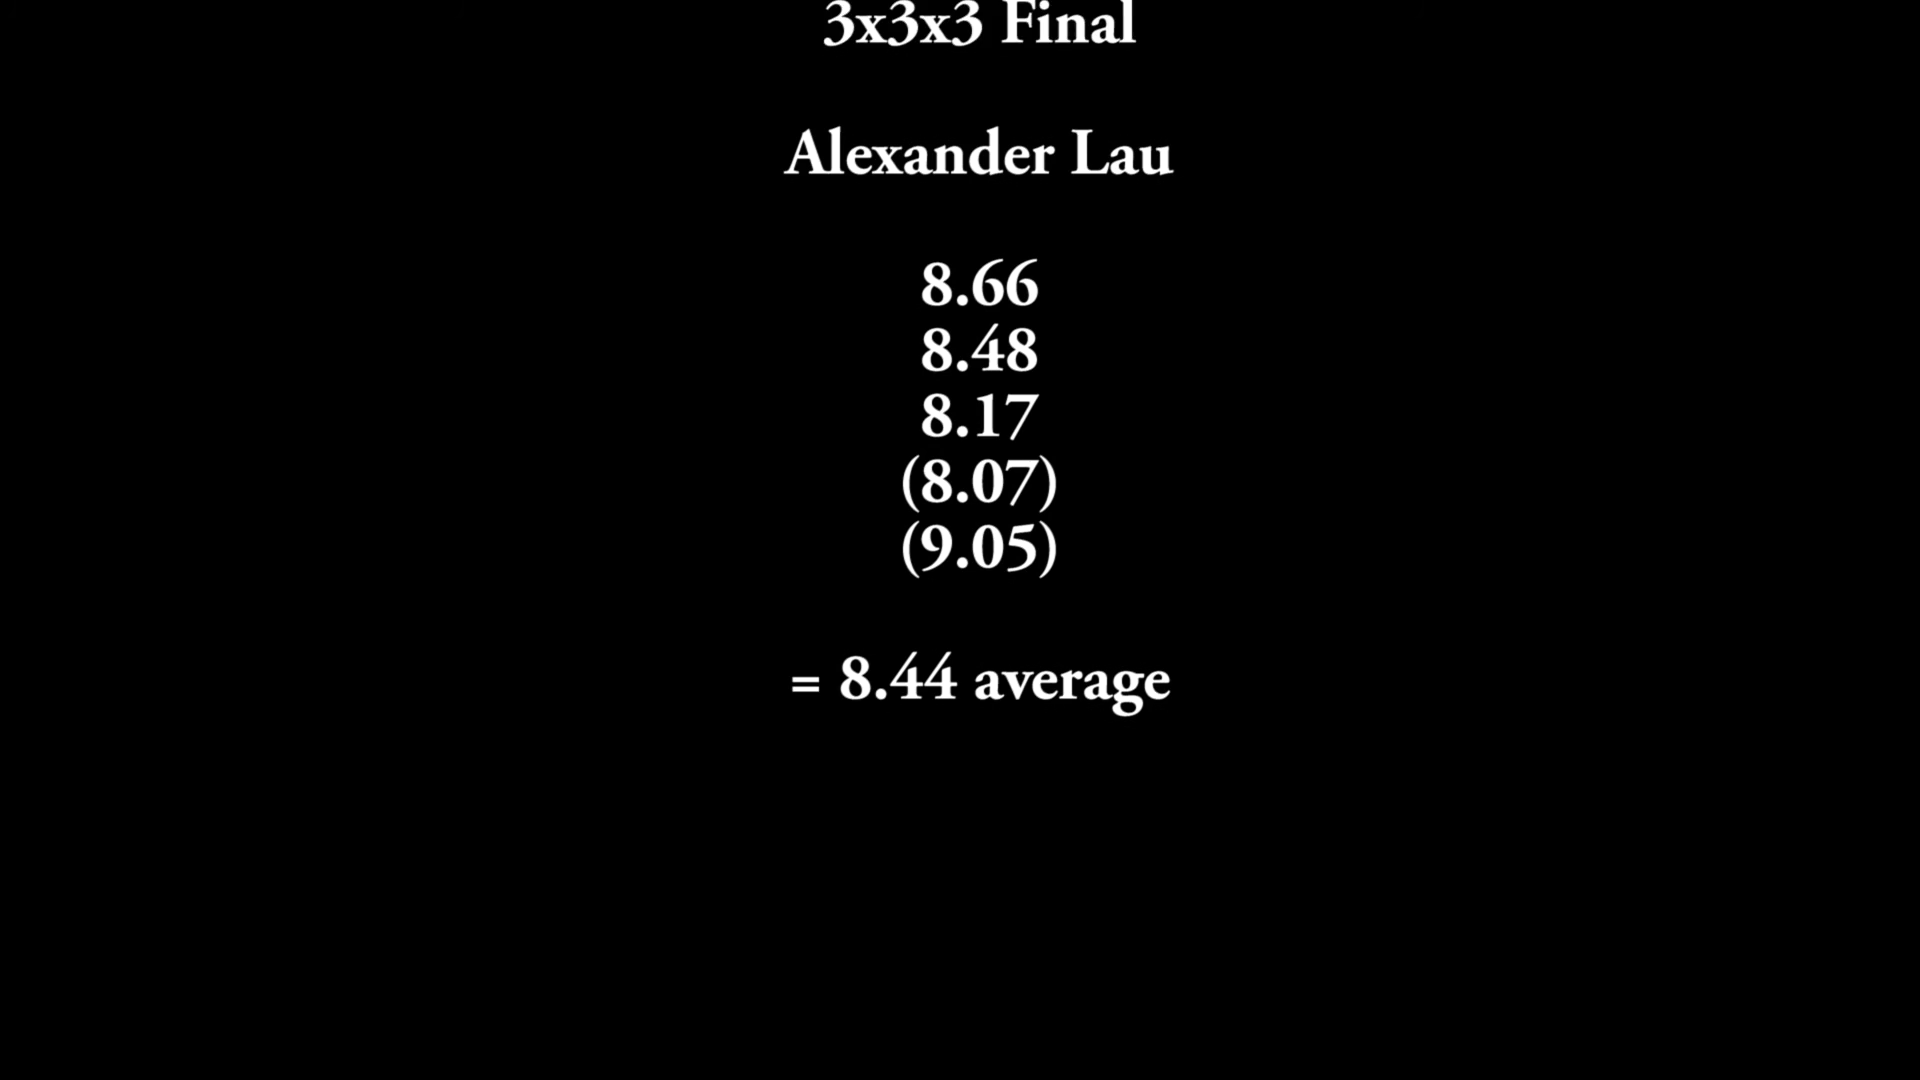 3x3x3 Final
Alexander Lau
8.66
8.48
8.17
(8.07)
(9.05)
= 8.44 average